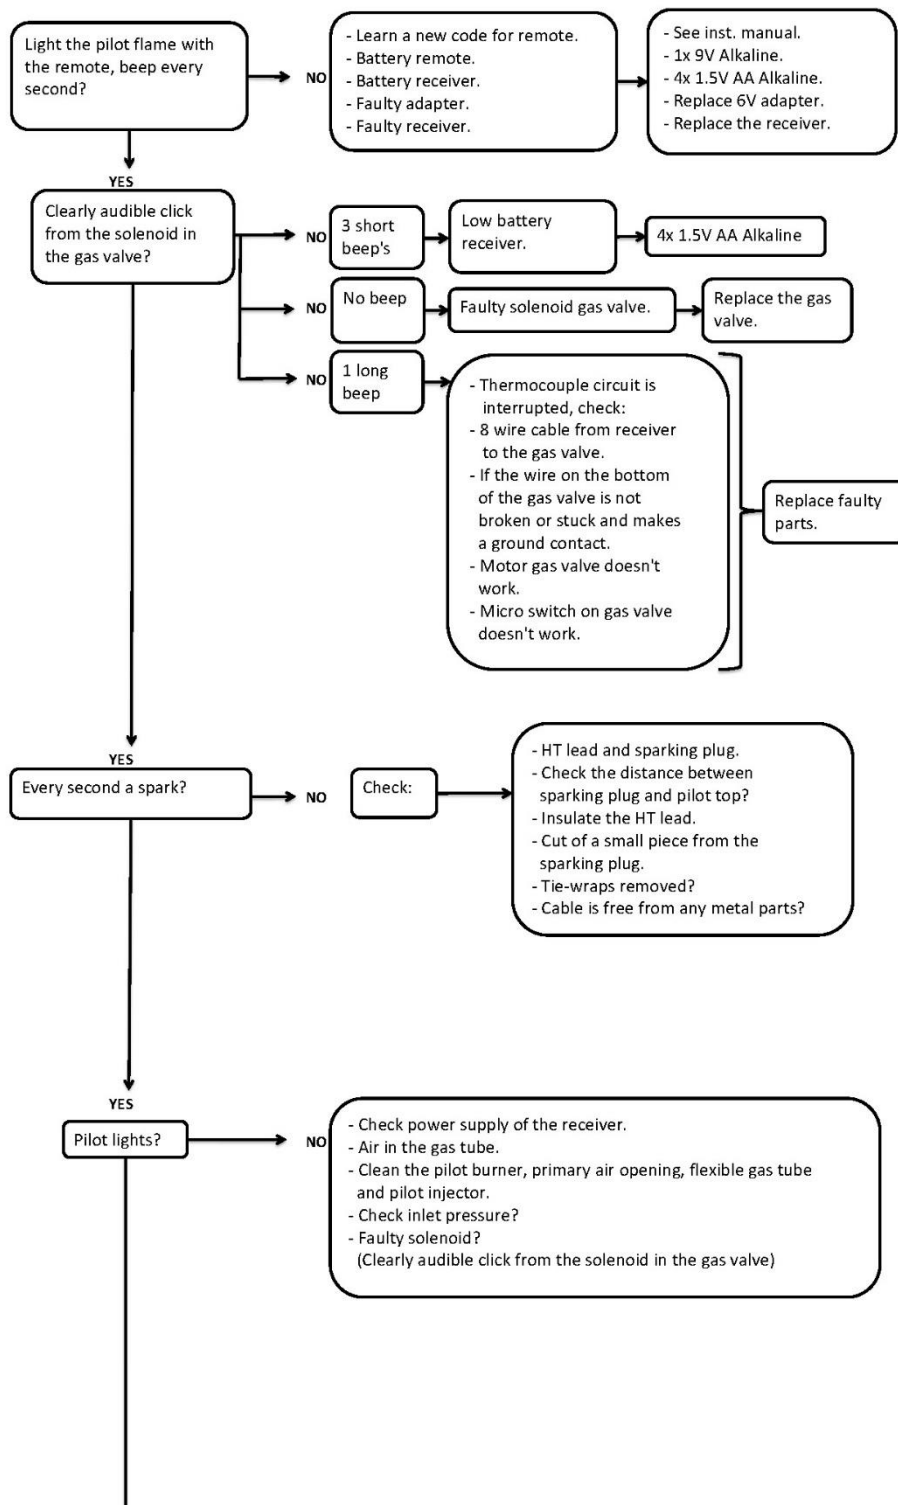 Light the pilot flame with
the remote, beep every
second?
NO
- Learn a new code for remote.
- Battery remote.
- Battery receiver.
- Faulty adapter.
- Faulty receiver.
- See inst. manual.
- 1x 9V Alkaline.
- 4x 1.5V AA Alkaline.
- Replace 6V adapter.
- Replace the receiver.
YES
Clearly audible click
from the solenoid in
the gas valve?
NO
3 short
beep's
Low battery
receiver.
4x 1.5V AA Alkaline
NO
No beep
Faulty solenoid gas valve.
Replace the gas
valve.
NO
1 long
beep
- Thermocouple circuit is
interrupted, check:
- 8 wire cable from receiver
to the gas valve.
- If the wire on the bottom
of the gas valve is not
broken or stuck and makes
a ground contact.
- Motor gas valve doesn't
work.
- Micro switch on gas valve
doesn't work.
Replace faulty
parts.
YES
Every second a spark?
NO
Check:
- HT lead and sparking plug.
- Check the distance between
sparking plug and pilot top?
- Insulate the HT lead.
- Cut of a small piece from the
sparking plug.
- Tie-wraps removed?
- Cable is free from any metal parts?
YES
Pilot lights?
NO
- Check power supply of the receiver.
- Air in the gas tube.
- Clean the pilot burner, primary air opening, flexible gas tube
and pilot injector.
- Check inlet pressure?
- Faulty solenoid?
(Clearly audible click from the solenoid in the gas valve)